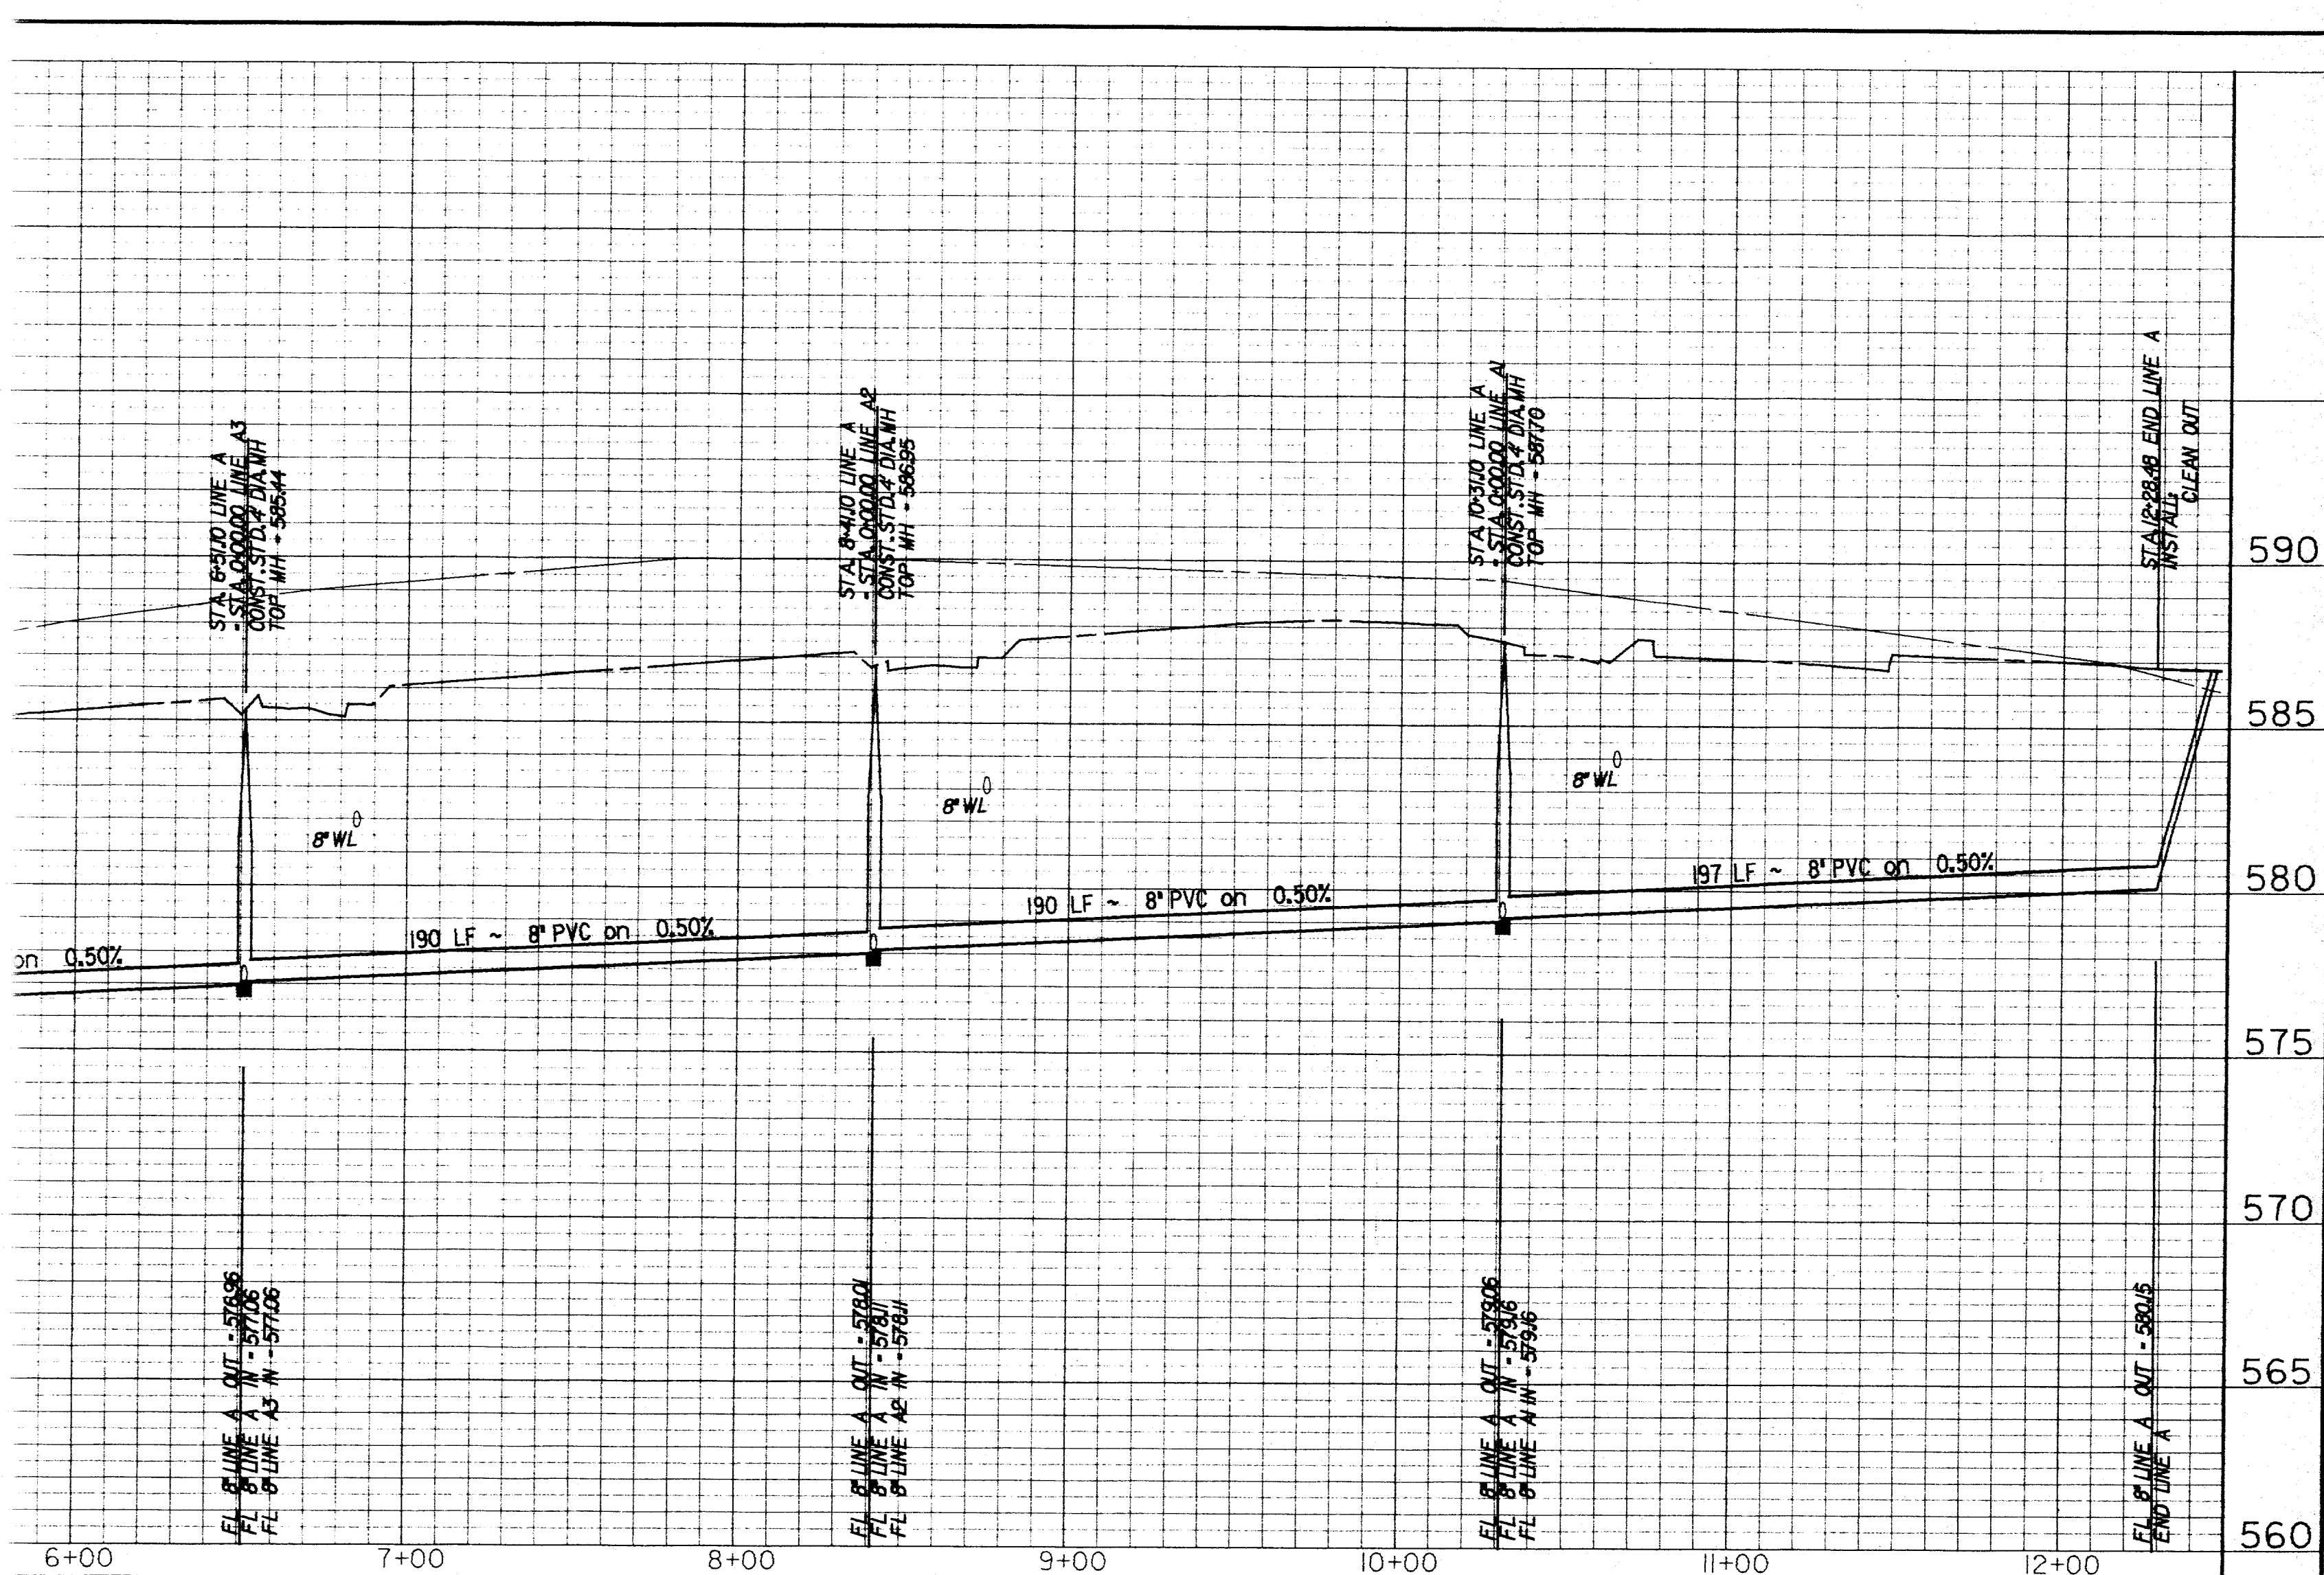 STA. 6+51.10 LINE A
- STA. 0+00.00 LINE A3
CONST. STD. 4' DIA. MH
TOP MH - 585.44
STA. 8+41.10 LINE A
- STA. 0+00.00 LINE A2
CONST. STD. 4' DIA. MH
TOP MH - 586.95
STA. 10+31.10 LINE A
- STA. 0+00.00 LINE A1
CONST. STD. 4' DIA. MH
TOP MH - 587.70
STA. 12+28.48 END LINE A
INSTALL:
CLEAN OUT
590
585
580
575
570
565
560
8" WL
8" WL
8" WL
on 0.50%
190 LF ~ 8" PVC on 0.50%
190 LF ~ 8" PVC on 0.50%
197 LF ~ 8" PVC on 0.50%
FL 8" LINE A OUT - 576.96
FL 8" LINE A IN - 577.06
FL 8" LINE A3 IN - 577.06
FL 8" LINE A OUT - 578.01
FL 8" LINE A IN - 578.11
FL 8" LINE A2 IN - 578.11
FL 8" LINE A OUT - 579.06
FL 8" LINE A IN - 579.16
FL 8" LINE A1 IN - 579.16
FL 8" LINE A OUT - 580.15
END LINE A
6+00 7+00 8+00 9+00 10+00 11+00 12+00